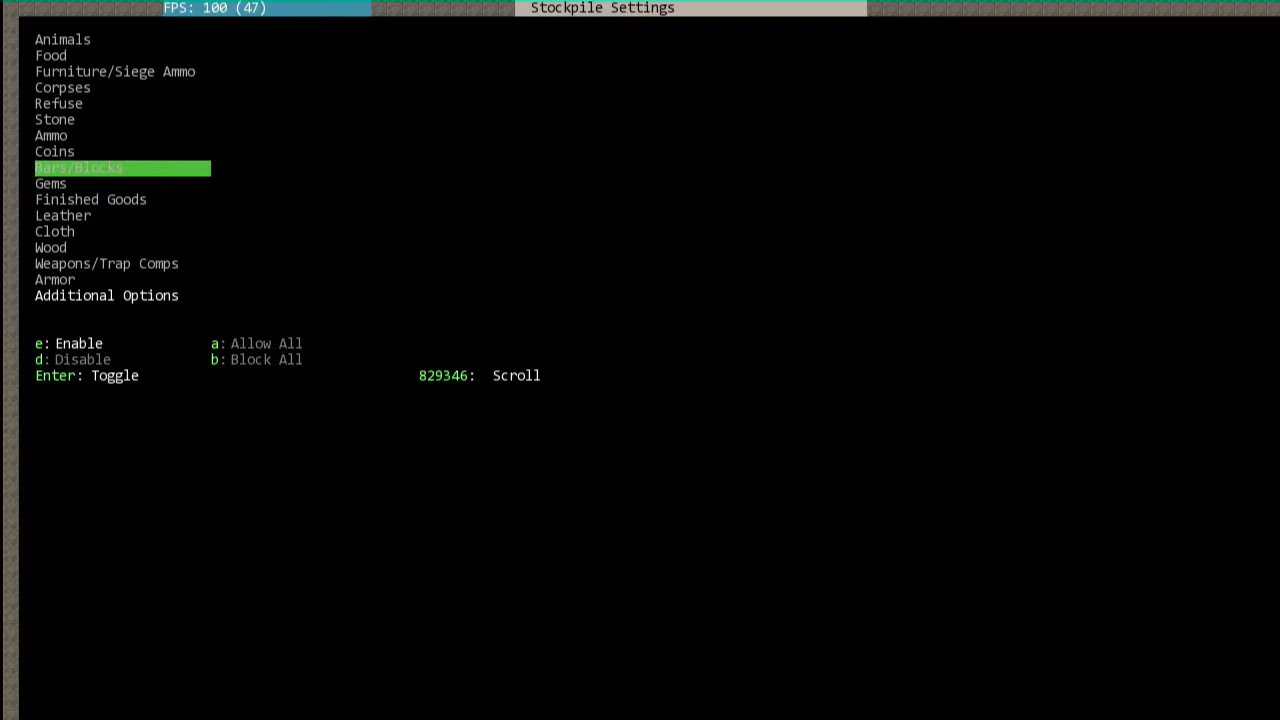 FPS: 100 (47) Stockpile Settings
Animals
Food
Furniture/Siege Ammo
Corpses
Refuse
Stone
Ammo
Coins
Bars/Blocks
Gems
Finished Goods
Leather
Cloth
Wood
Weapons/Trap Comps
Armor
Additional Options
e: Enable a: Allow All
d: Disable b: Block All
Enter: Toggle 829346: Scroll